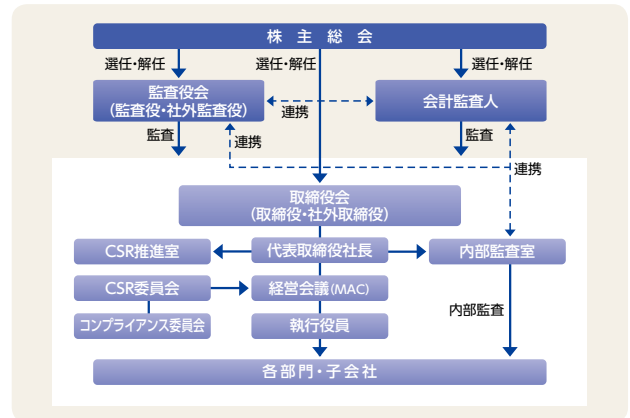 株主総会
選任・解任
選任・解任
選任・解任
監査役会
(監査役・社外監査役)
会計監査人
連携
監査
連携
監査
連携
取締役会
(取締役・社外取締役)
CSR推進室
代表取締役社長
内部監査室
CSR委員会
経営会議(MAC)
コンプライアンス委員会
執行役員
内部監査
各部門・子会社